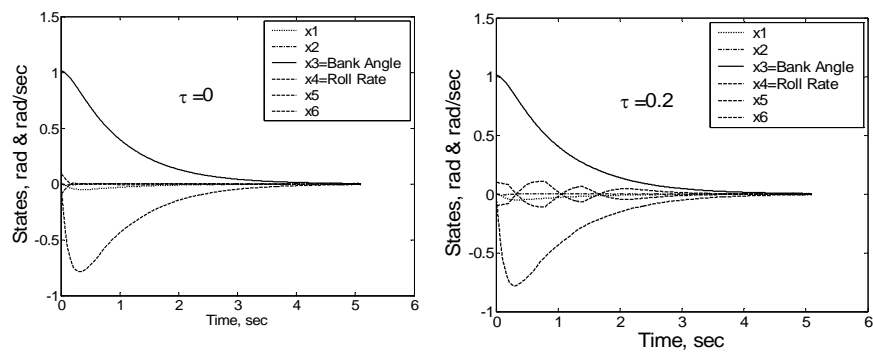 1.5
1
0.5
0
-0.5
-1
0 1 2 3 4 5 6
Time, sec
States, rad & rad/sec
τ =0
x1
x2
x3=Bank Angle
x4=Roll Rate
x5
x6
1.5
1
0.5
0
-0.5
-1
0 1 2 3 4 5 6
Time, sec
States, rad & rad/sec
τ =0.2
x1
x2
x3=Bank Angle
x4=Roll Rate
x5
x6